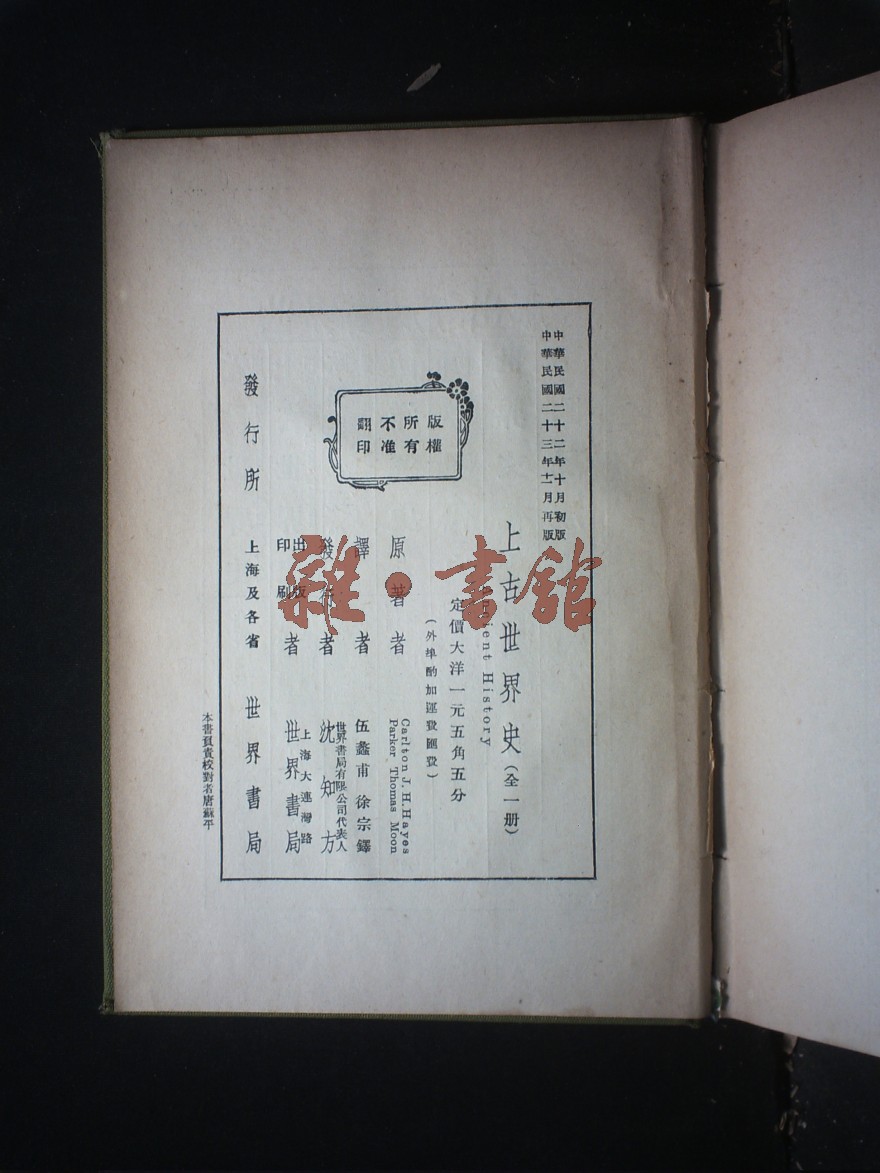 中華民國二十二年十月初版
中華民國二十三年十一月再版
上古世界史(全一册)
Ancient History
定價大洋一元五角五分
(外埠酌加運費匯費)
版權所有
不准翻印
原著者 Carlton J. H. Hayes
Parker Thomas Moon
譯者 伍蠡甫 徐宗鐸
發行者 世界書局有限公司代表人
沈知方
出版印刷者 上海大連灣路
世界書局
發行所 上海及各省 世界書局
本書負責校對者唐蘇平
雜·書館